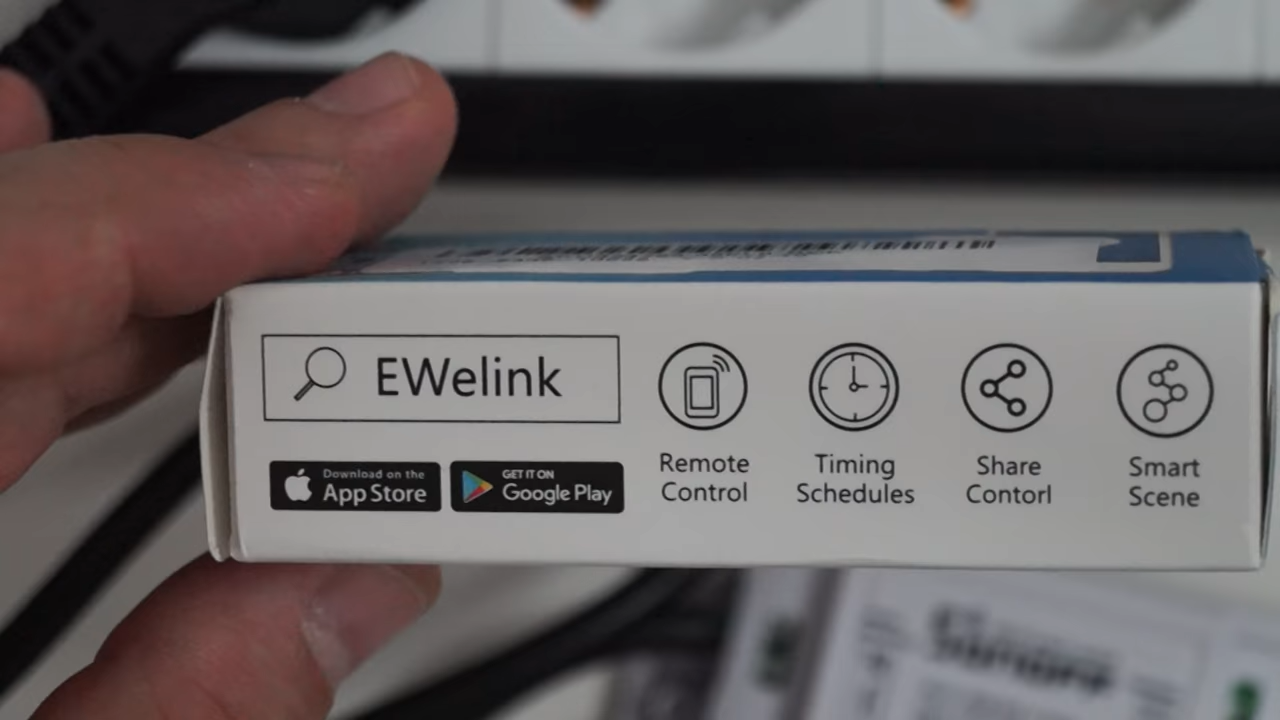 EWelink
Download on the
App Store
GET IT ON
Google Play
Remote
Control
Timing
Schedules
Share
Contorl
Smart
Scene